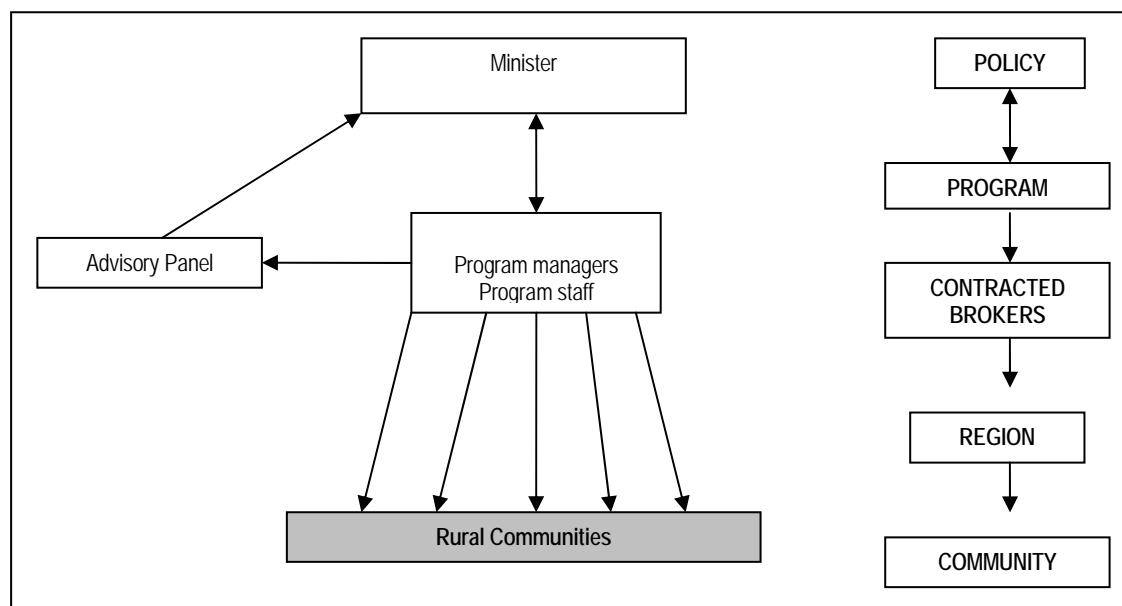 Minister
Advisory Panel
Program managers
Program staff
Rural Communities
POLICY
PROGRAM
CONTRACTED
BROKERS
REGION
COMMUNITY